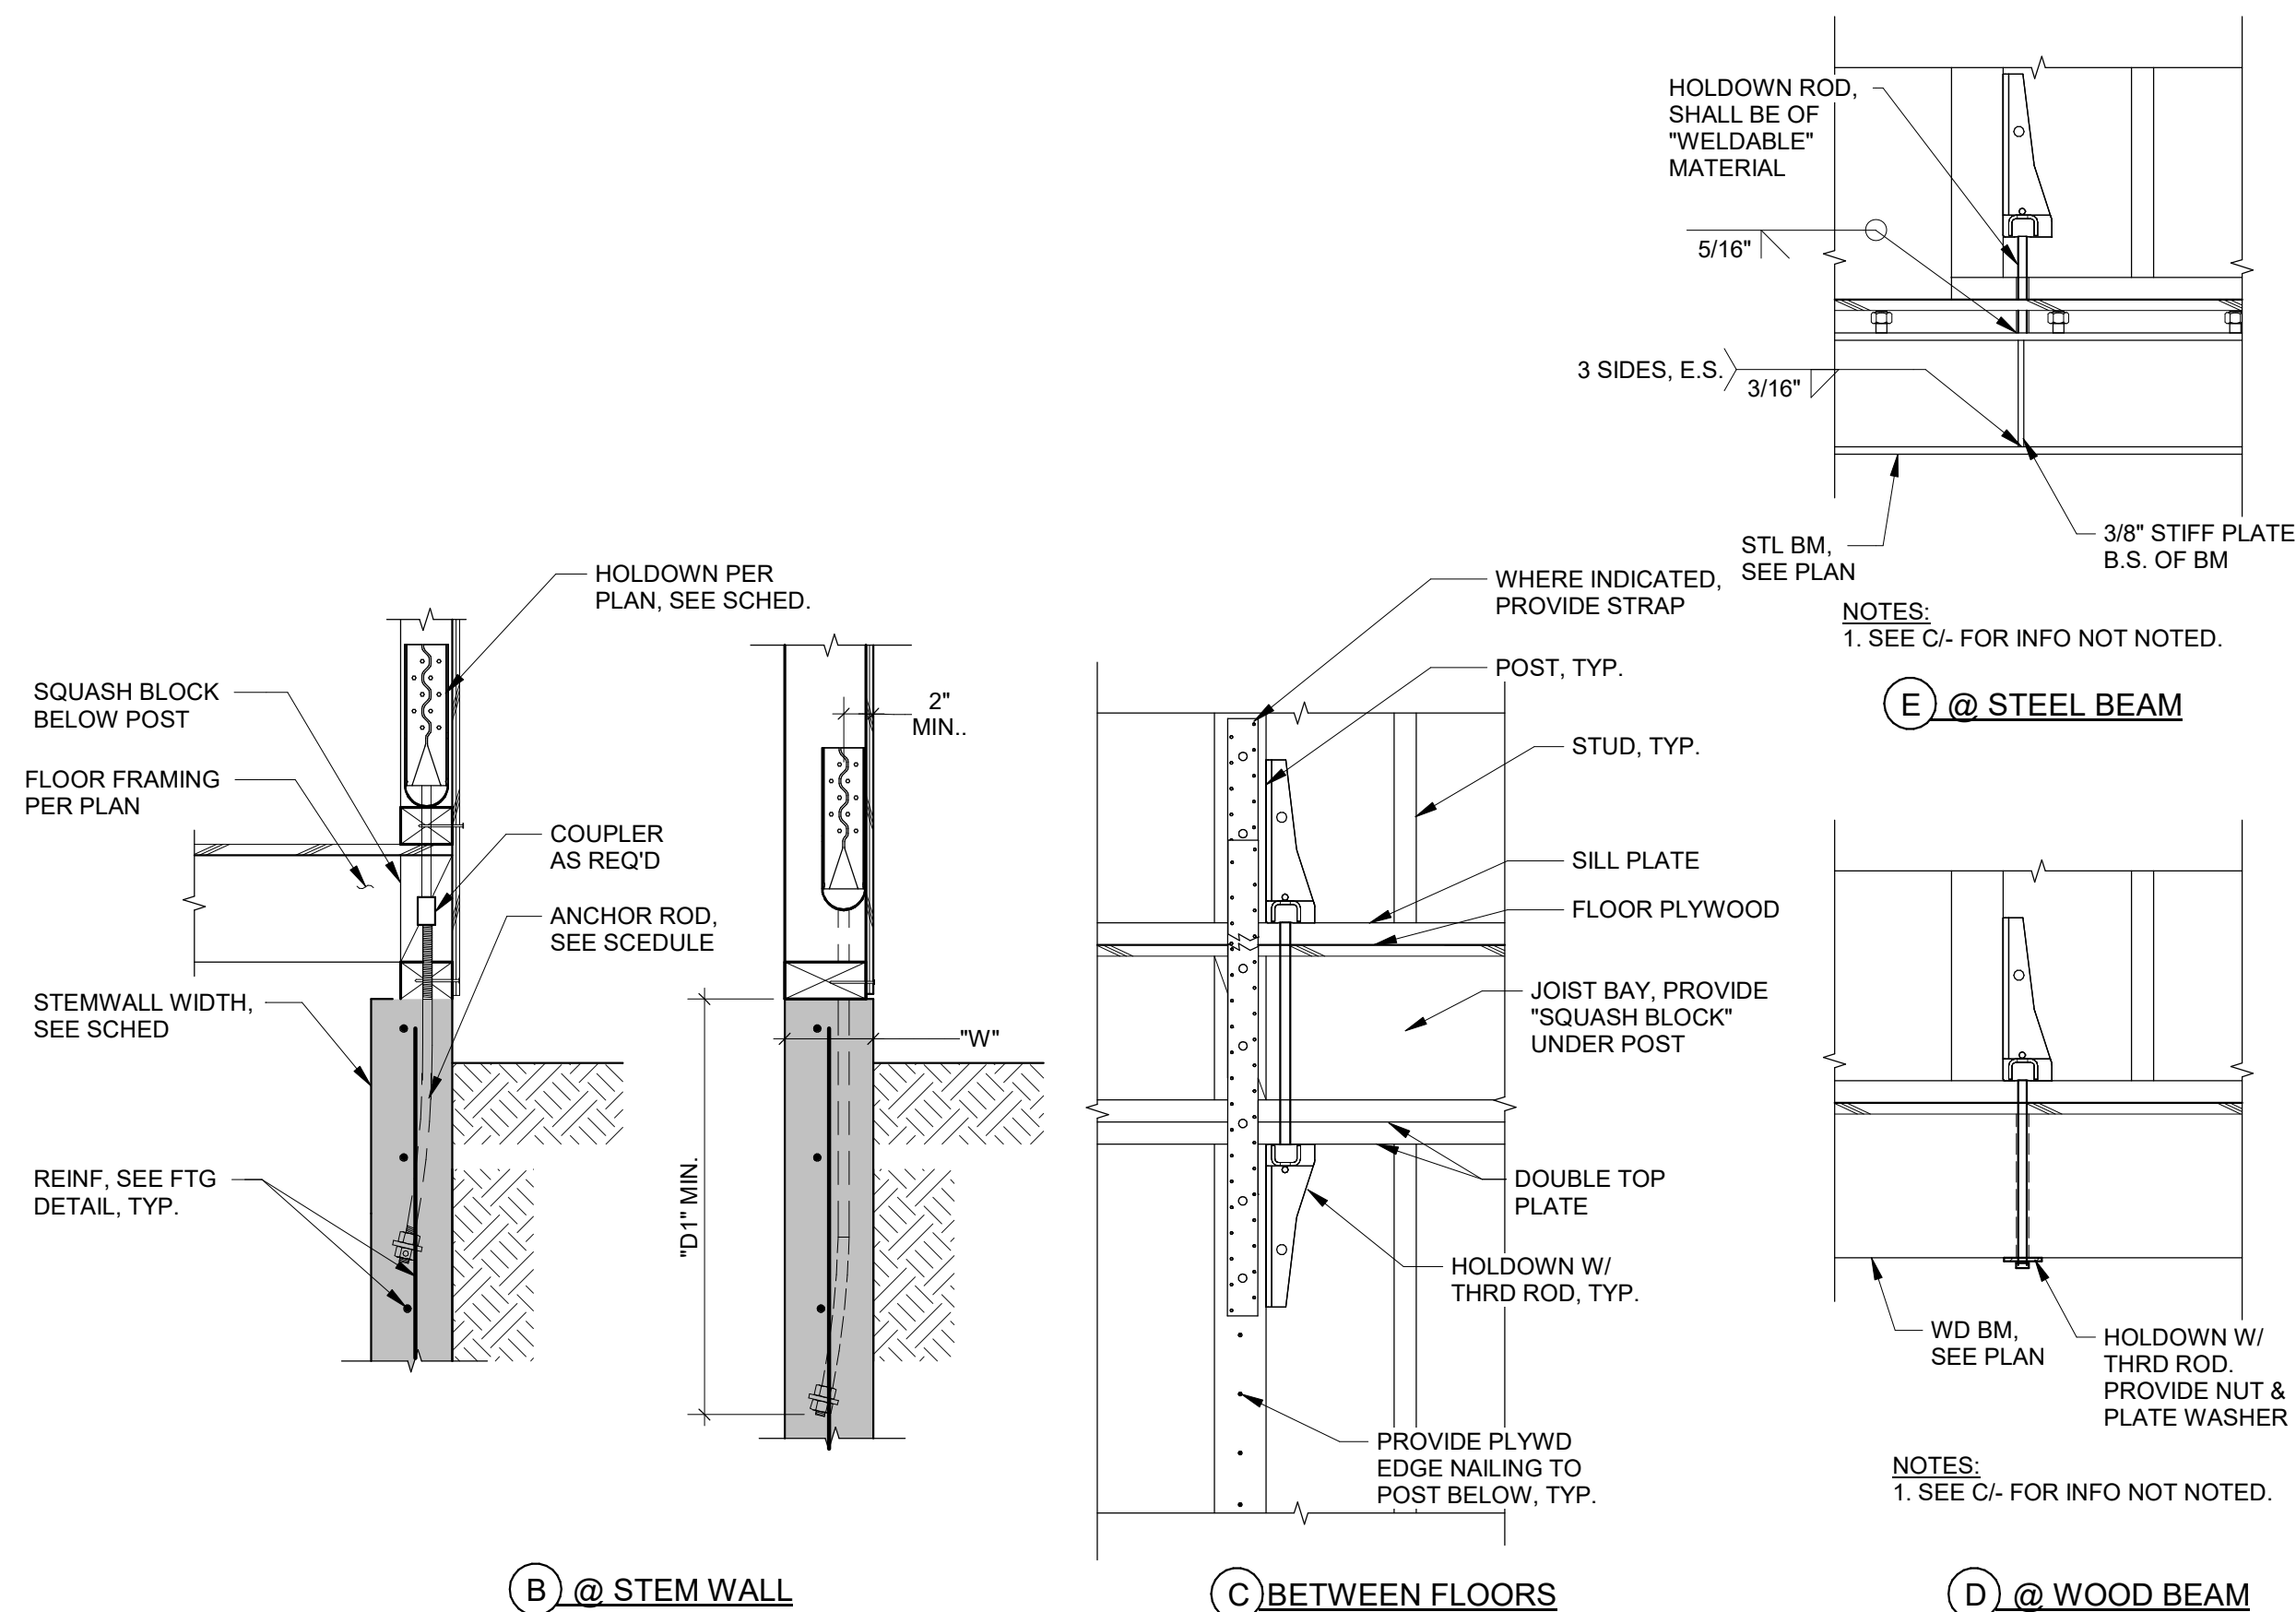 HOLDOWN PER
PLAN, SEE SCHED.
SQUASH BLOCK
BELOW POST
FLOOR FRAMING
PER PLAN
COUPLER
AS REQ'D
ANCHOR ROD,
SEE SCEDULE
STEMWALL WIDTH,
SEE SCHED
REINF, SEE FTG
DETAIL, TYP.
2"
MIN..
"W"
"D1" MIN.
B @ STEM WALL
WHERE INDICATED,
PROVIDE STRAP
POST, TYP.
STUD, TYP.
SILL PLATE
FLOOR PLYWOOD
JOIST BAY, PROVIDE
"SQUASH BLOCK"
UNDER POST
DOUBLE TOP
PLATE
HOLDOWN W/
THRD ROD, TYP.
PROVIDE PLYWD
EDGE NAILING TO
POST BELOW, TYP.
C BETWEEN FLOORS
HOLDOWN ROD,
SHALL BE OF
"WELDABLE"
MATERIAL
5/16"
3 SIDES, E.S.
3/16"
STL BM,
SEE PLAN
3/8" STIFF PLATE
B.S. OF BM
NOTES:
1. SEE C/- FOR INFO NOT NOTED.
E @ STEEL BEAM
WD BM,
SEE PLAN
HOLDOWN W/
THRD ROD.
PROVIDE NUT &
PLATE WASHER
NOTES:
1. SEE C/- FOR INFO NOT NOTED.
D @ WOOD BEAM